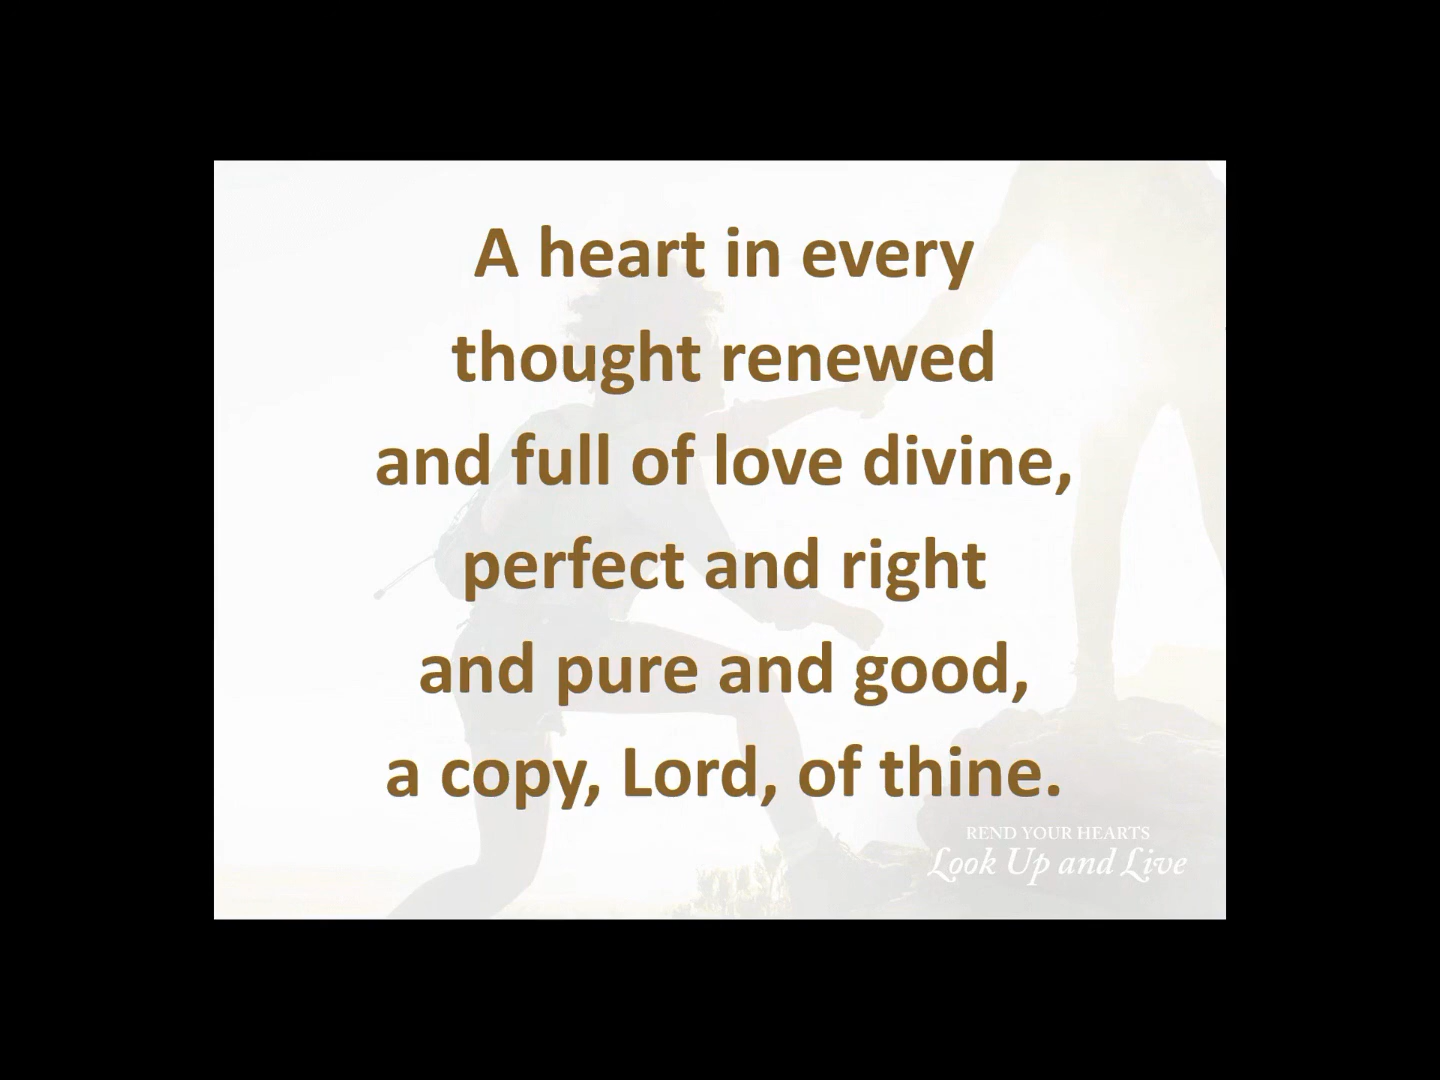 A heart in every
thought renewed
and full of love divine,
perfect and right
and pure and good,
a copy, Lord, of thine.
REND YOUR HEARTS
Look Up and Live